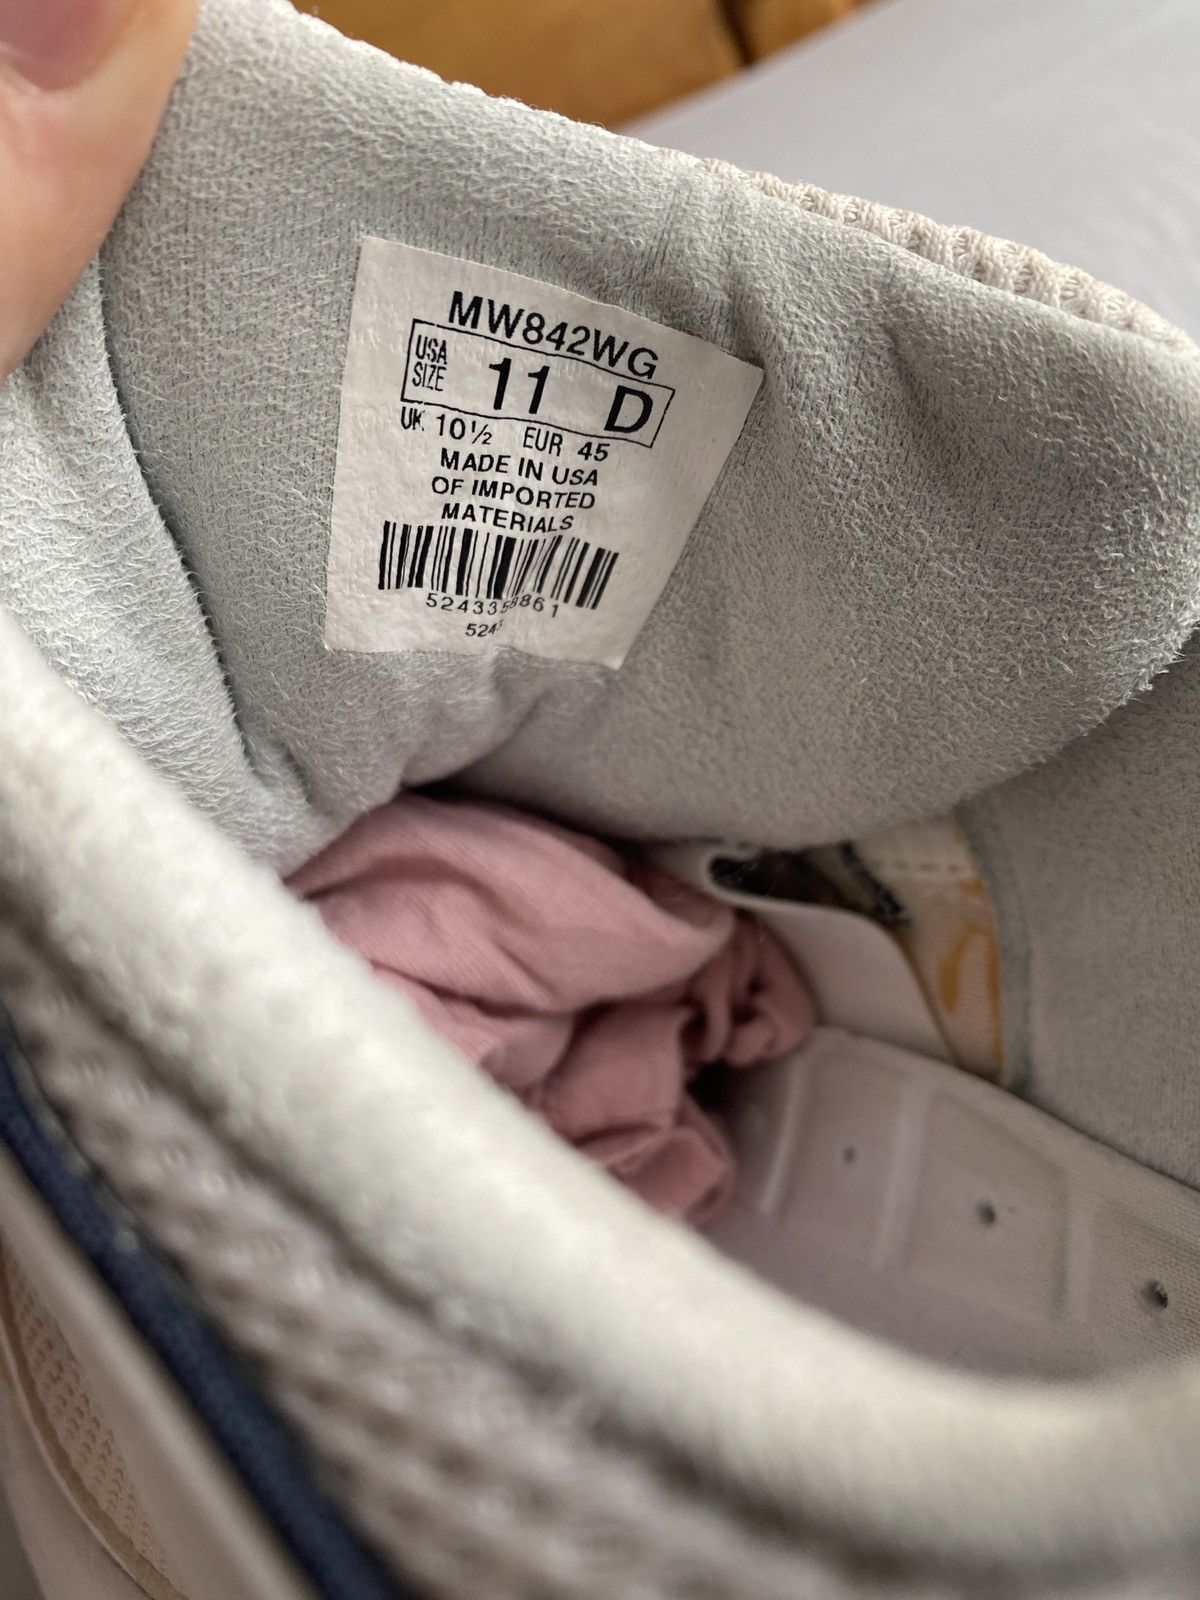 MW842WG
USA SIZE 11 D
UK 10½ EUR 45
MADE IN USA
OF IMPORTED
MATERIALS